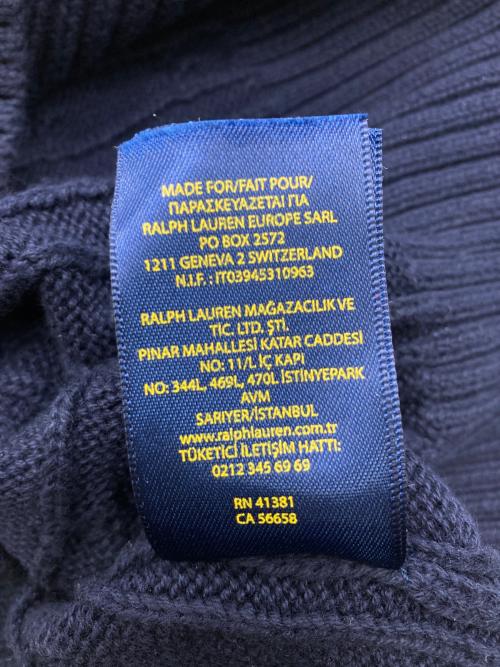 MADE FOR/FAIT POUR/
ΠΑΡΑΣΚΕΥΑΖΕΤΑΙ ΓΙΑ
RALPH LAUREN EUROPE SARL
PO BOX 2572
1211 GENEVA 2 SWITZERLAND
N.I.F. : IT03945310963
RALPH LAUREN MAĞAZACILIK VE
TİC. LTD. ŞTİ.
PINAR MAHALLESİ KATAR CADDESİ
NO: 11/L İÇ KAPI
NO: 344L, 469L, 470L İSTİNYEPARK
AVM
SARIYER/İSTANBUL
www.ralphlauren.com.tr
TÜKETİCİ İLETİŞİM HATTI:
0212 345 69 69
RN 41381
CA 56658